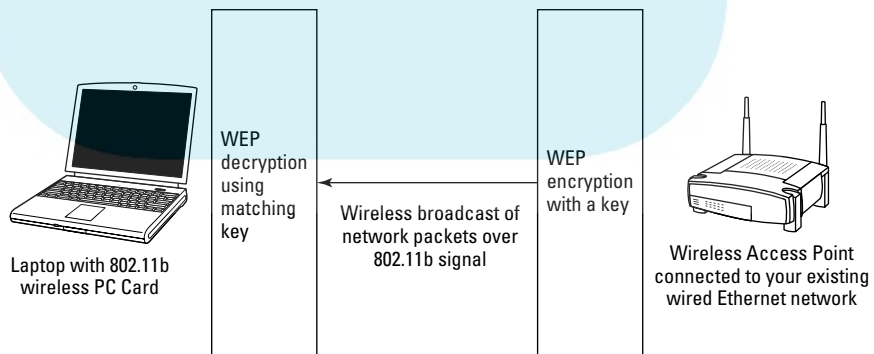 WEP
decryption
using
matching
key
WEP
encryption
with a key
Wireless broadcast of
network packets over
802.11b signal
Laptop with 802.11b
wireless PC Card
Wireless Access Point
connected to your existing
wired Ethernet network